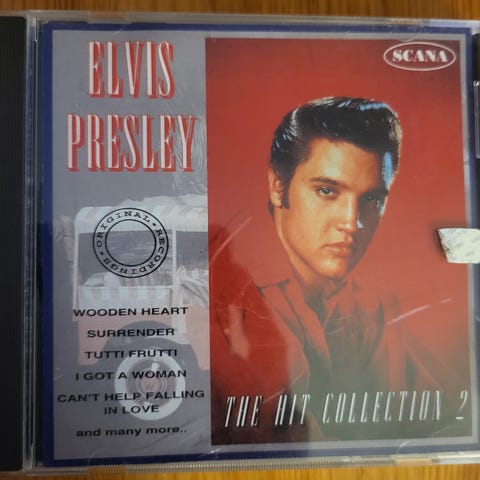 ELVIS
PRESLEY
SCANA
·ORIGINAL·
RECORDINGS
WOODEN HEART
SURRENDER
TUTTI FRUTTI
I GOT A WOMAN
CAN'T HELP FALLING
IN LOVE
and many more..
THE HIT COLLECTION 2